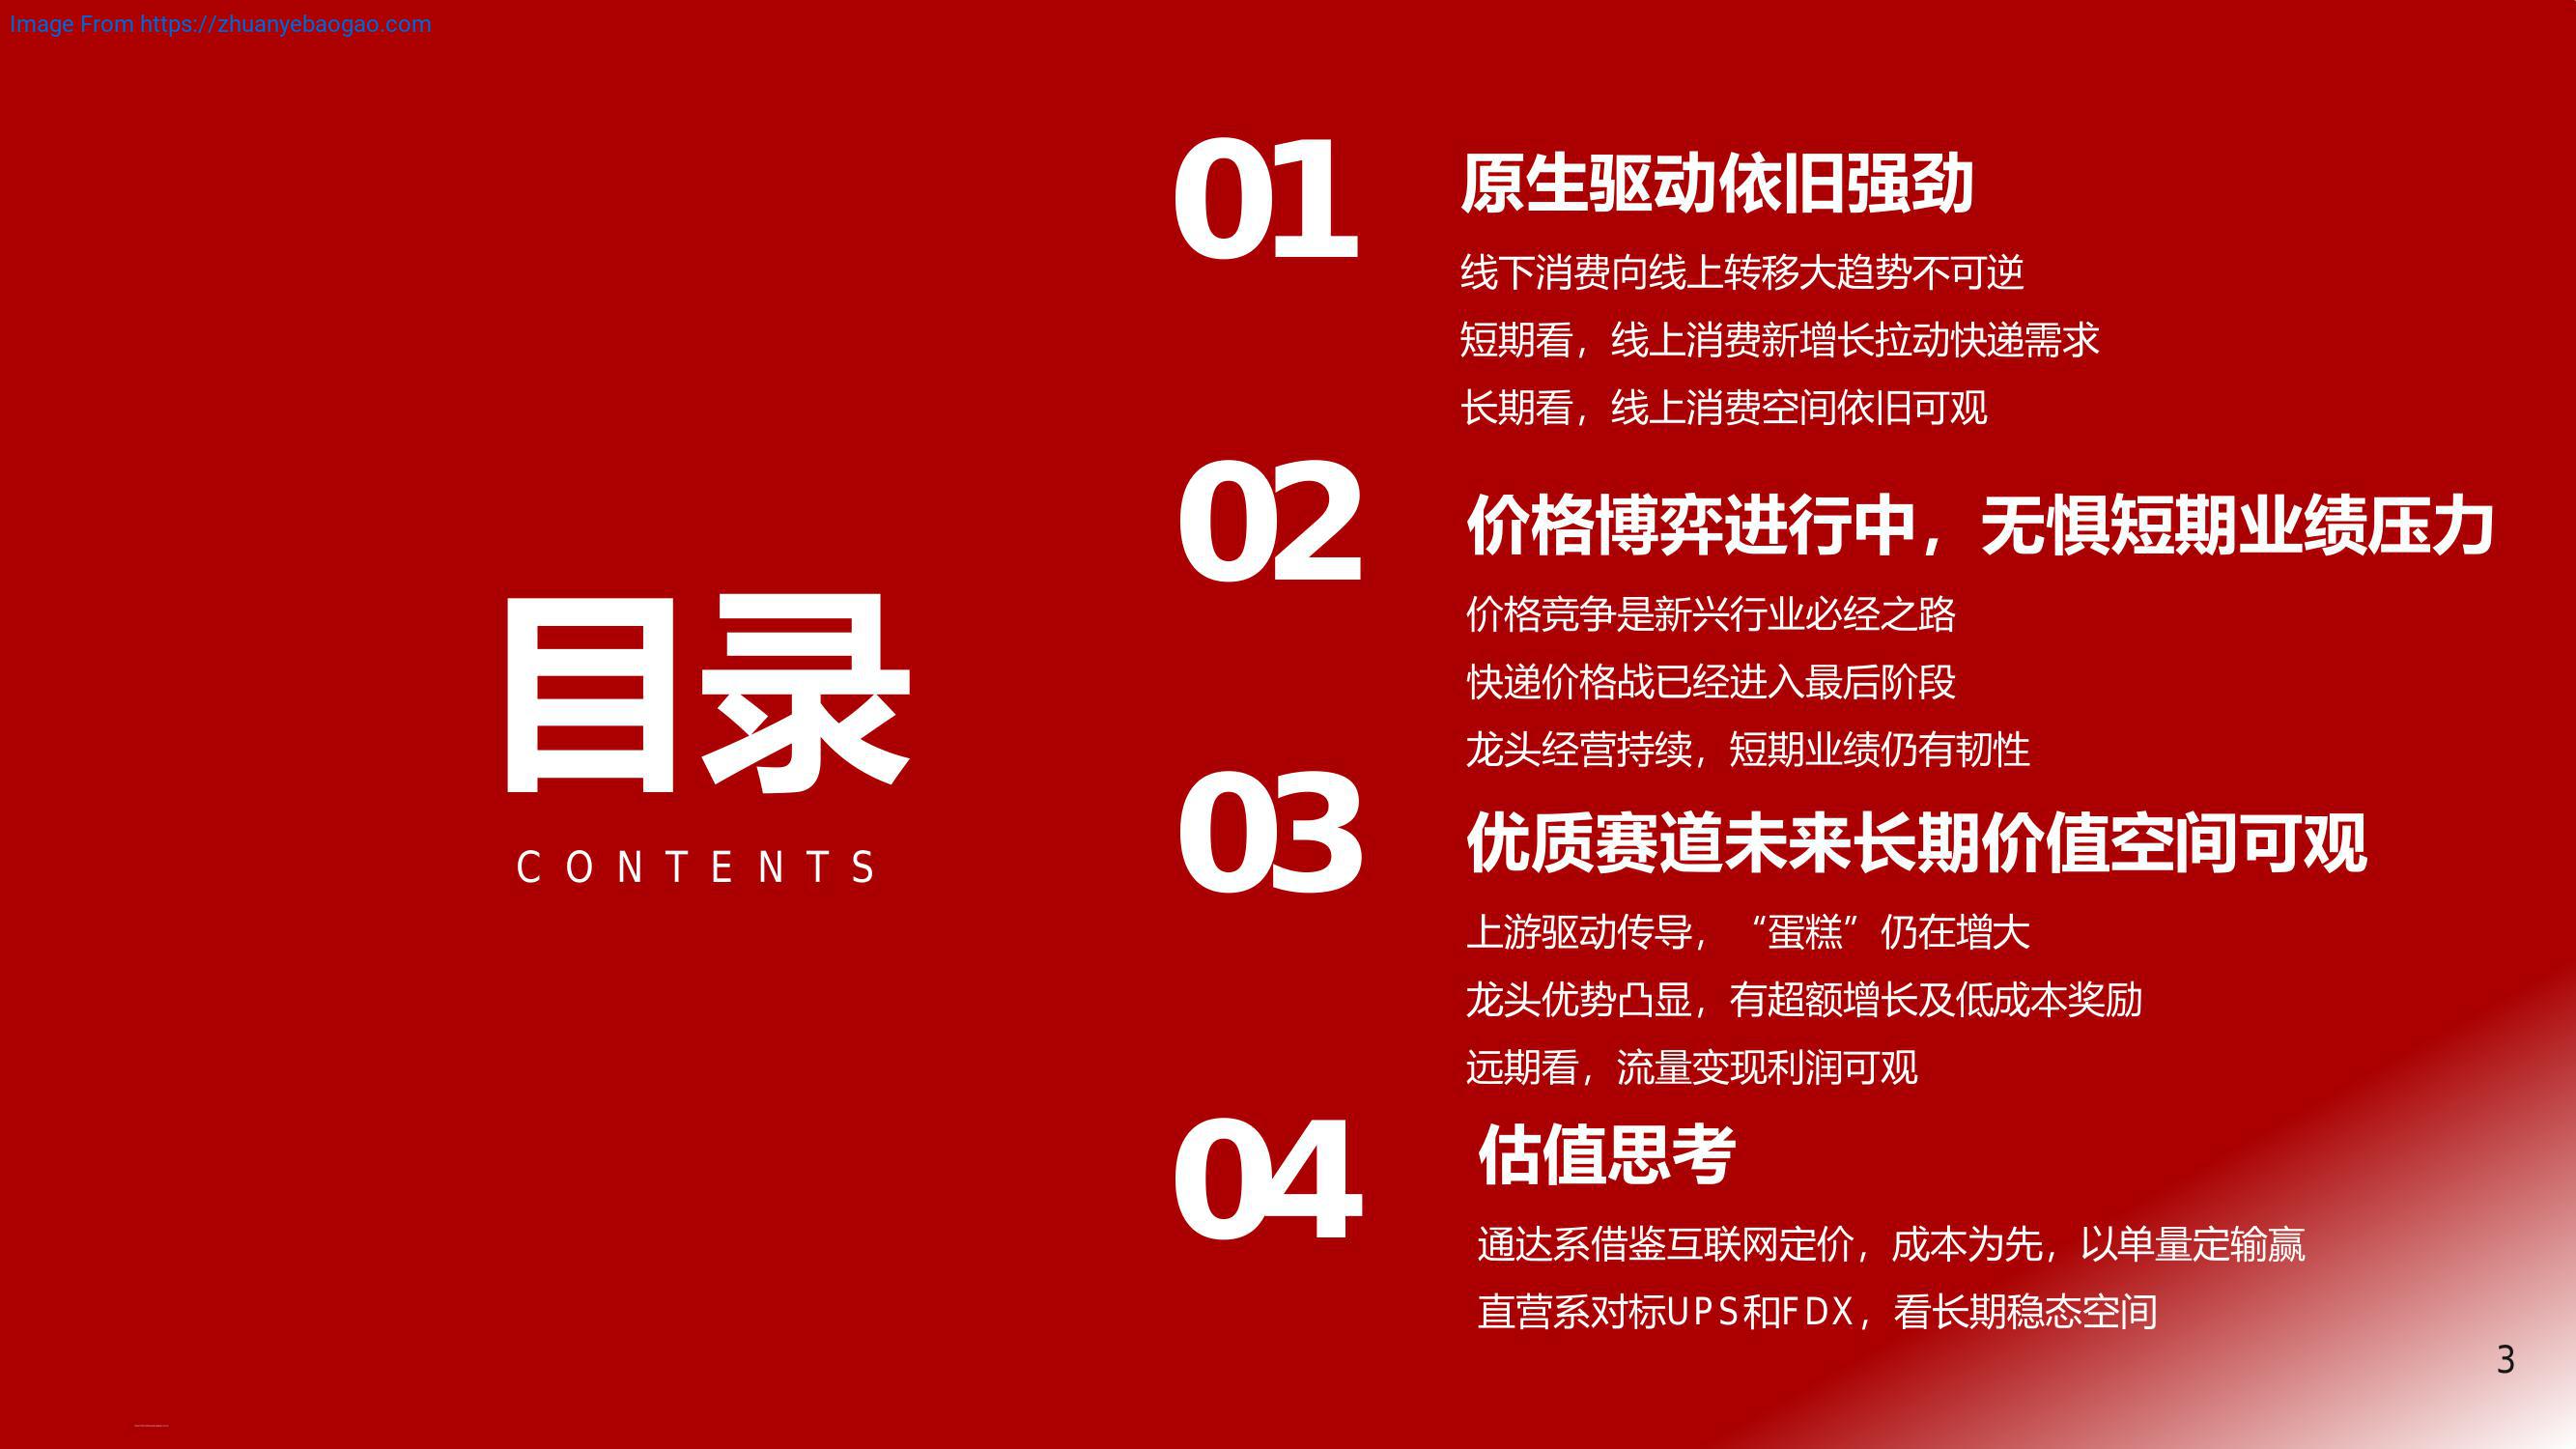 Image From https://zhuanyebaogao.com
目录
CONTENTS
01
原生驱动依旧强劲
线下消费向线上转移大趋势不可逆
短期看，线上消费新增长拉动快递需求
长期看，线上消费空间依旧可观
02
价格博弈进行中，无惧短期业绩压力
价格竞争是新兴行业必经之路
快递价格战已经进入最后阶段
龙头经营持续，短期业绩仍有韧性
03
优质赛道未来长期价值空间可观
上游驱动传导，“蛋糕”仍在增大
龙头优势凸显，有超额增长及低成本奖励
远期看，流量变现利润可观
04
估值思考
通达系借鉴互联网定价，成本为先，以单量定输赢
直营系对标UPS和FDX，看长期稳态空间
3